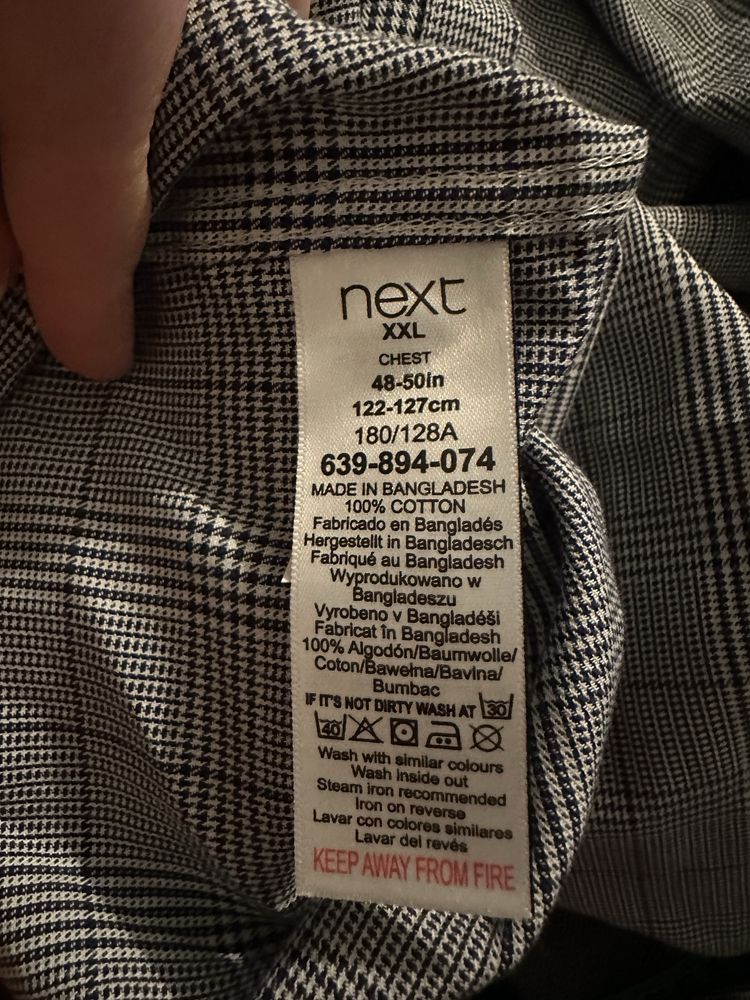 next
XXL
CHEST
48-50in
122-127cm
180/128A
639-894-074
MADE IN BANGLADESH
100% COTTON
Fabricado en Bangladés
Hergestellt in Bangladesch
Fabriqué au Bangladesh
Wyprodukowano w
Bangladeszu
Vyrobeno v Bangladéši
Fabricat în Bangladesh
100% Algodón/Baumwolle/
Coton/Bawełna/Bavlna/
Bumbac
IF IT'S NOT DIRTY WASH AT 30
40
Wash with similar colours
Wash inside out
Steam iron recommended
Iron on reverse
Lavar con colores similares
Lavar del revés
KEEP AWAY FROM FIRE